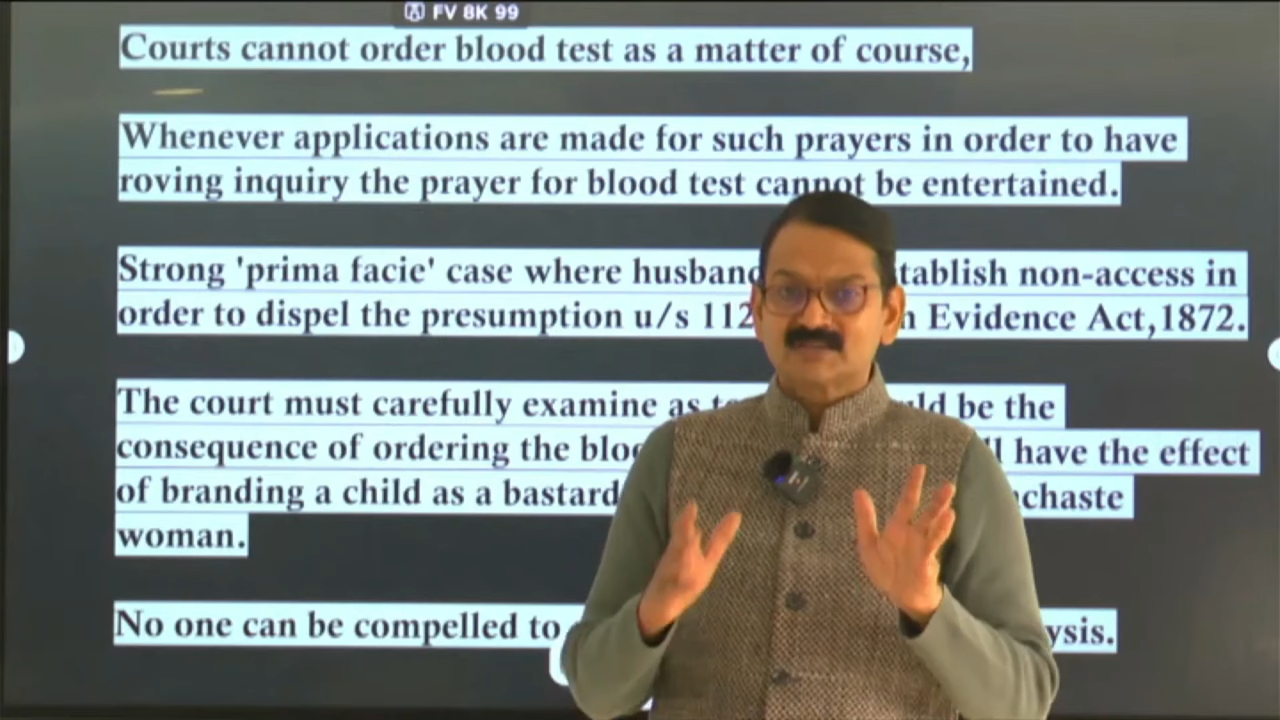 FV 8K 99
Courts cannot order blood test as a matter of course,
Whenever applications are made for such prayers in order to have
roving inquiry the prayer for blood test cannot be entertained.
Strong 'prima facie' case where husband tablish non-access in
order to dispel the presumption u/s 112 n Evidence Act,1872.
The court must carefully examine as be the
consequence of ordering the have the effect
of branding a child as a bastard chaste
woman.
No one can be compelled to ysis.